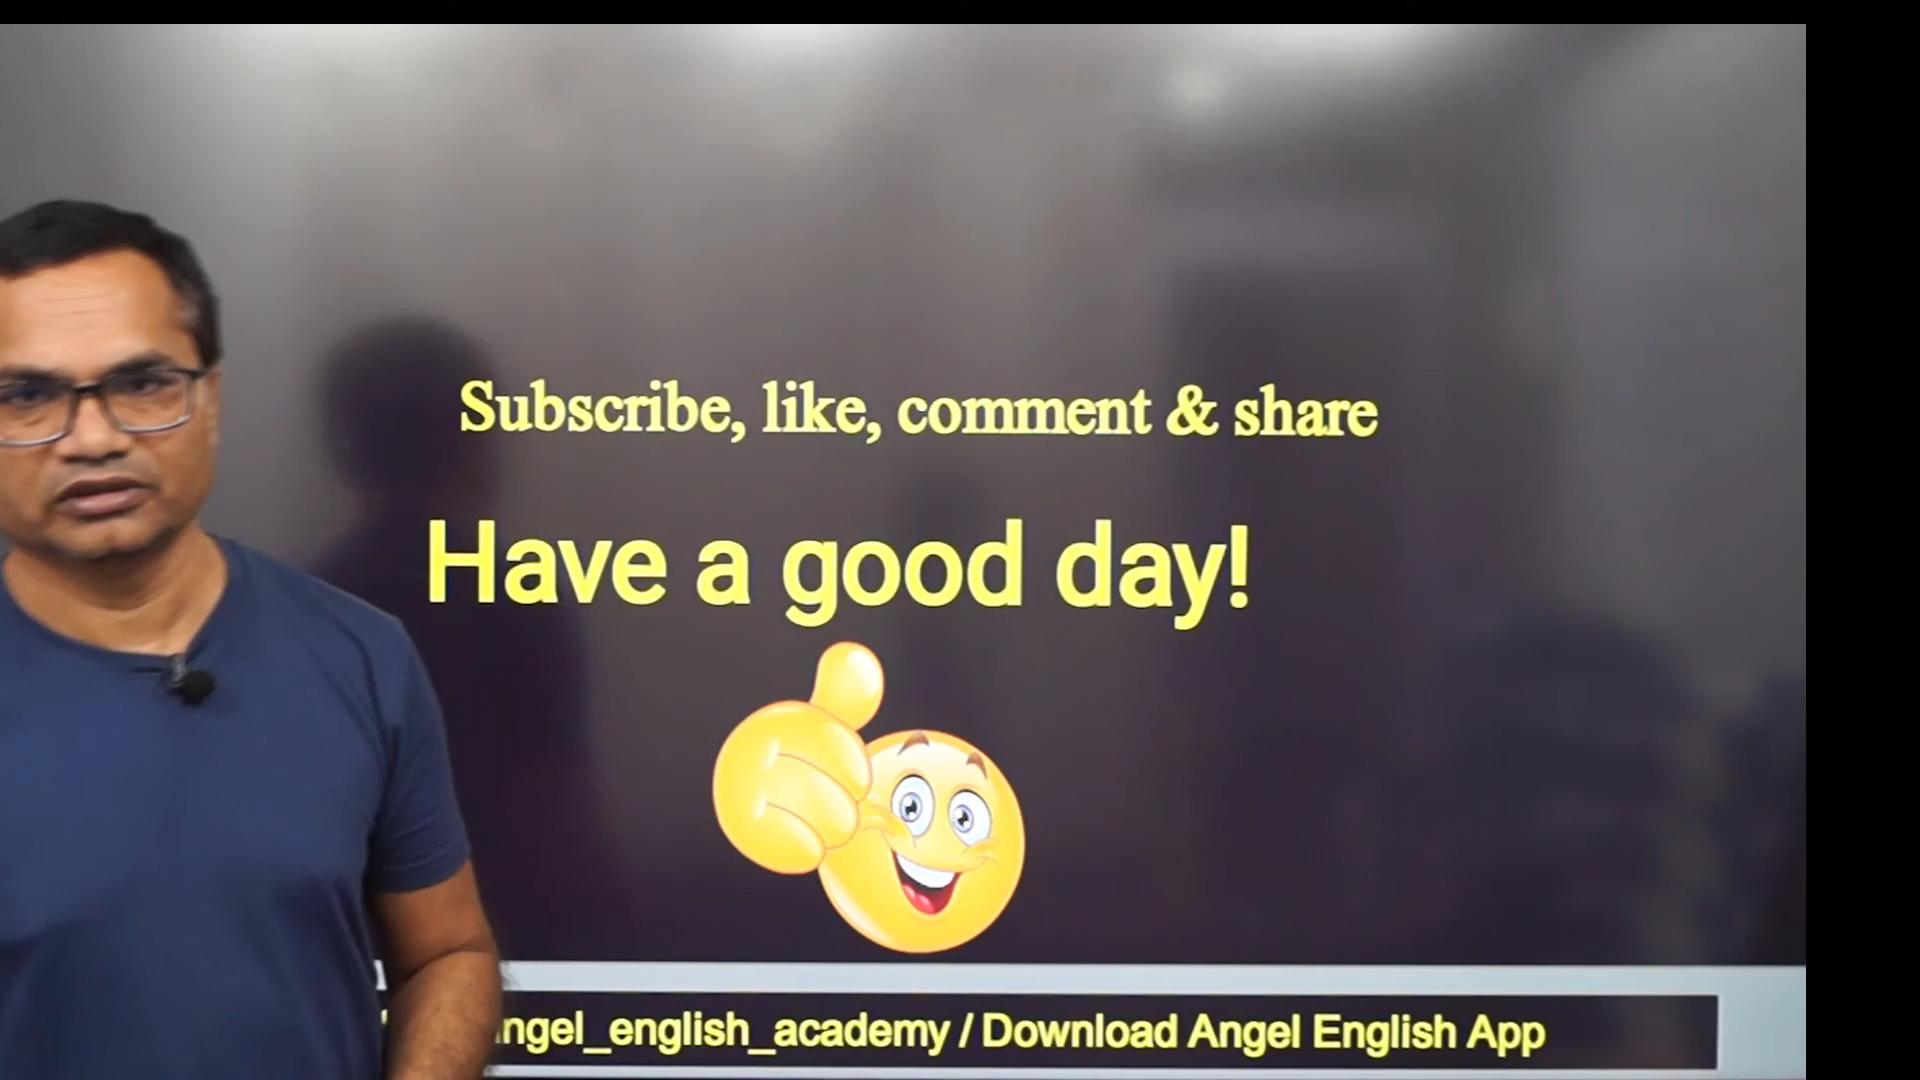 Subscribe, like, comment & share
Have a good day!
ngel_english_academy / Download Angel English App